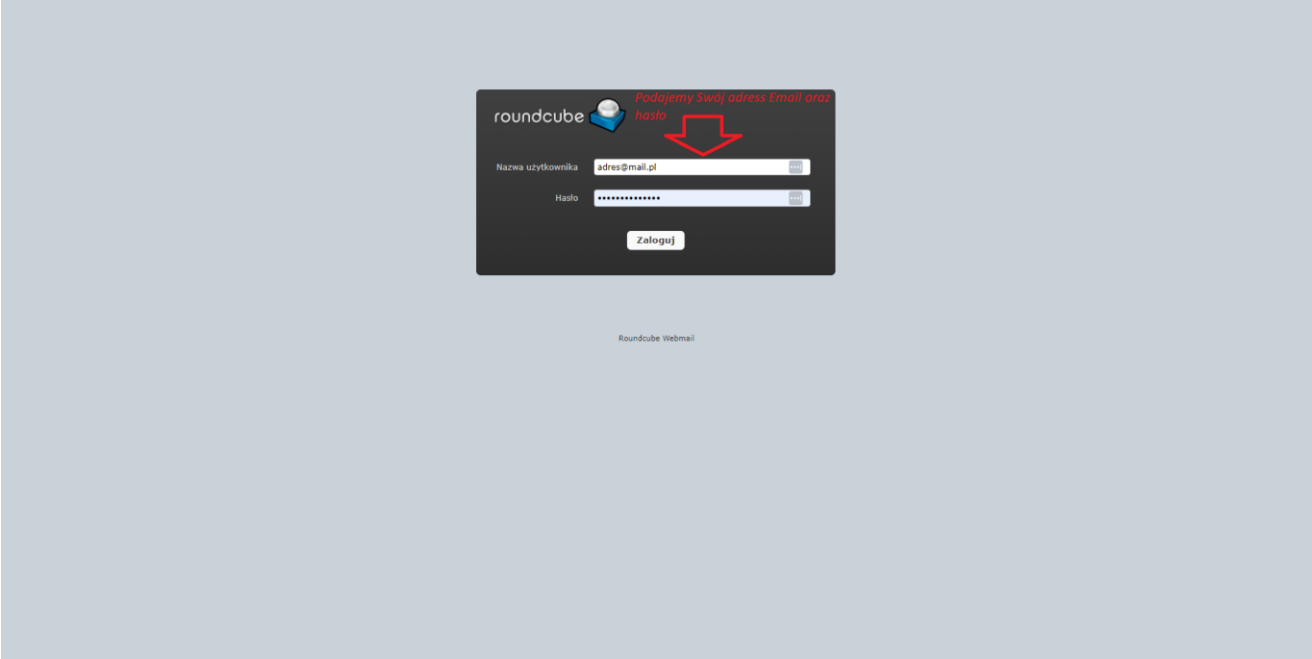 roundcube
Podajemy Swój adress Email oraz
hasło
Nazwa użytkownika adres@mail.pl
Hasło ••••••••••••••
Zaloguj
Roundcube Webmail